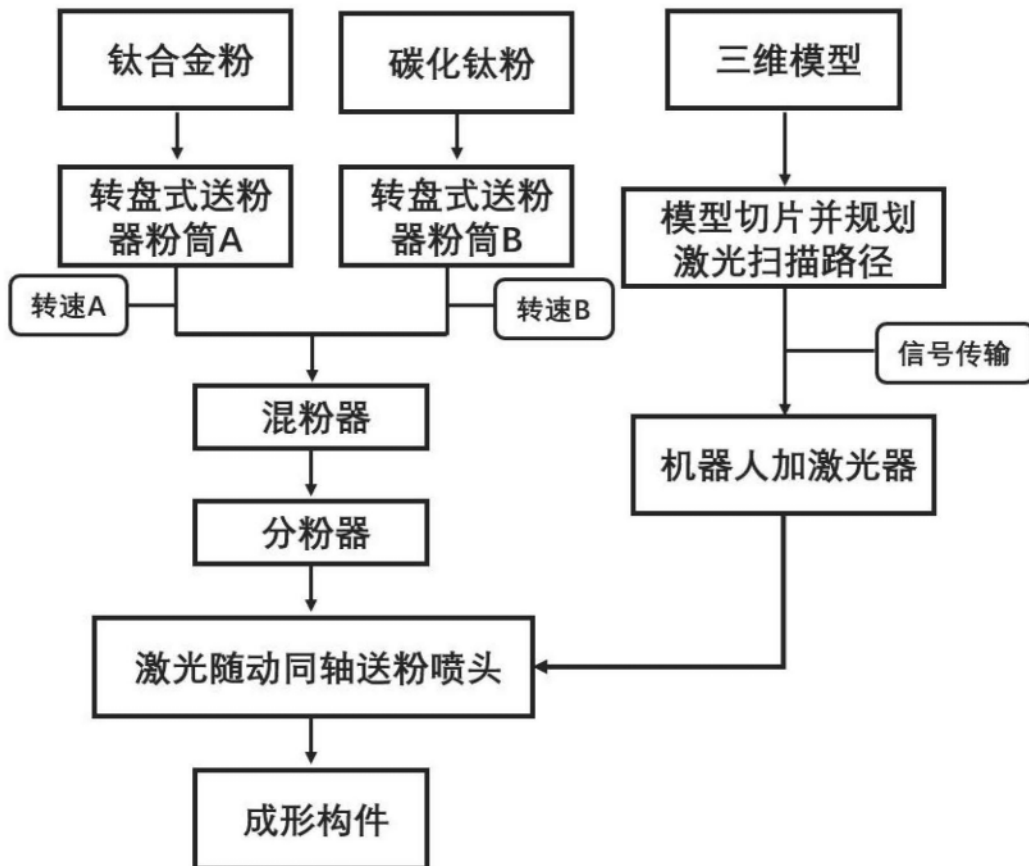 钛合金粉
碳化钛粉
三维模型
转盘式送粉
器粉筒A
转盘式送粉
器粉筒B
模型切片并规划
激光扫描路径
转速A
转速B
信号传输
混粉器
机器人加激光器
分粉器
激光随动同轴送粉喷头
成形构件